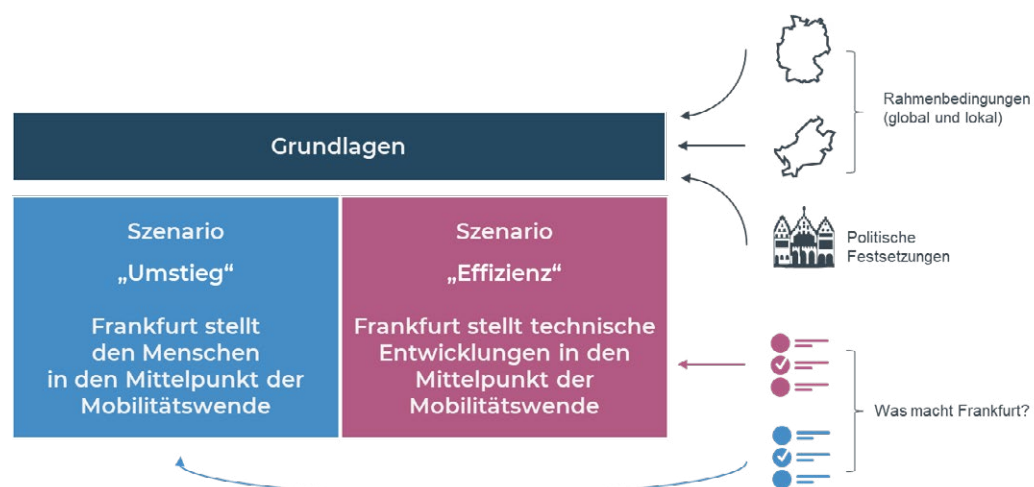 Grundlagen
Szenario
„Umstieg“
Frankfurt stellt
den Menschen
in den Mittelpunkt der
Mobilitätswende
Szenario
„Effizienz“
Frankfurt stellt technische
Entwicklungen in den
Mittelpunkt der
Mobilitätswende
Rahmenbedingungen
(global und lokal)
Politische
Festsetzungen
Was macht Frankfurt?